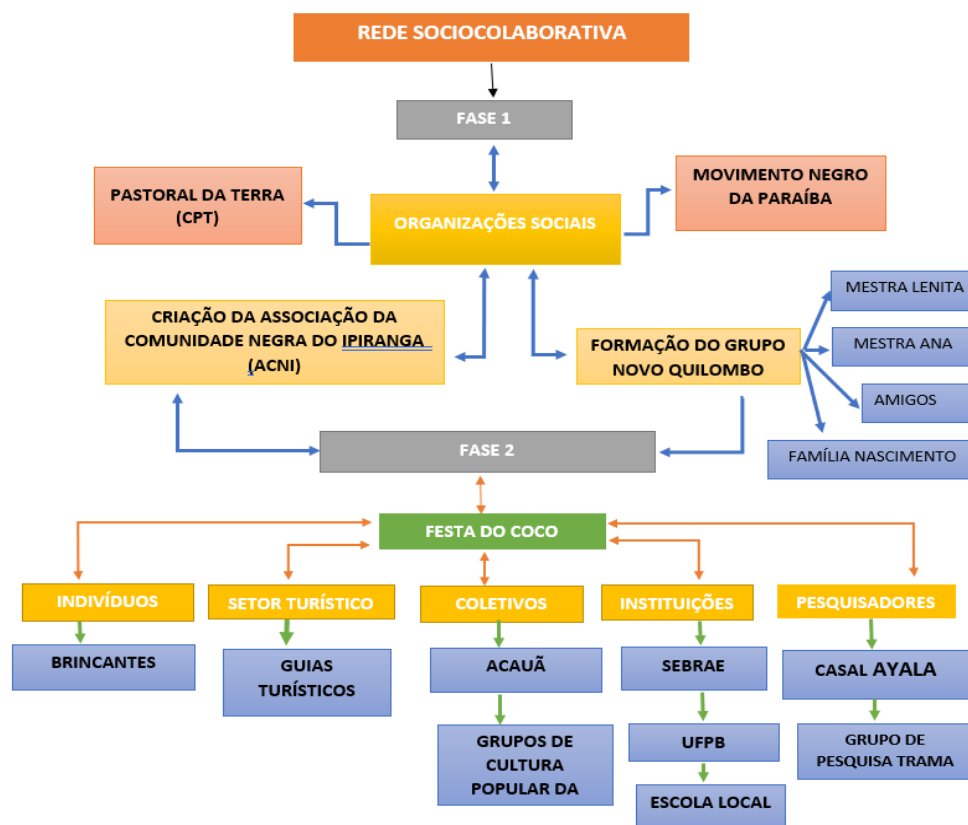 REDE SOCIOCOLABORATIVA
FASE 1
PASTORAL DA TERRA
(CPT)
ORGANIZAÇÕES SOCIAIS
MOVIMENTO NEGRO
DA PARAÍBA
CRIAÇÃO DA ASSOCIAÇÃO DA
COMUNIDADE NEGRA DO IPIRANGA
(ACNI)
FORMAÇÃO DO GRUPO
NOVO QUILOMBO
MESTRA LENITA
MESTRA ANA
AMIGOS
FAMÍLIA NASCIMENTO
FASE 2
FESTA DO COCO
INDIVÍDUOS
SETOR TURÍSTICO
COLETIVOS
INSTITUIÇÕES
PESQUISADORES
BRINCANTES
GUIAS
TURÍSTICOS
ACAUÃ
SEBRAE
CASAL AYALA
GRUPOS DE
CULTURA
POPULAR DA
UFPB
GRUPO DE
PESQUISA TRAMA
ESCOLA LOCAL